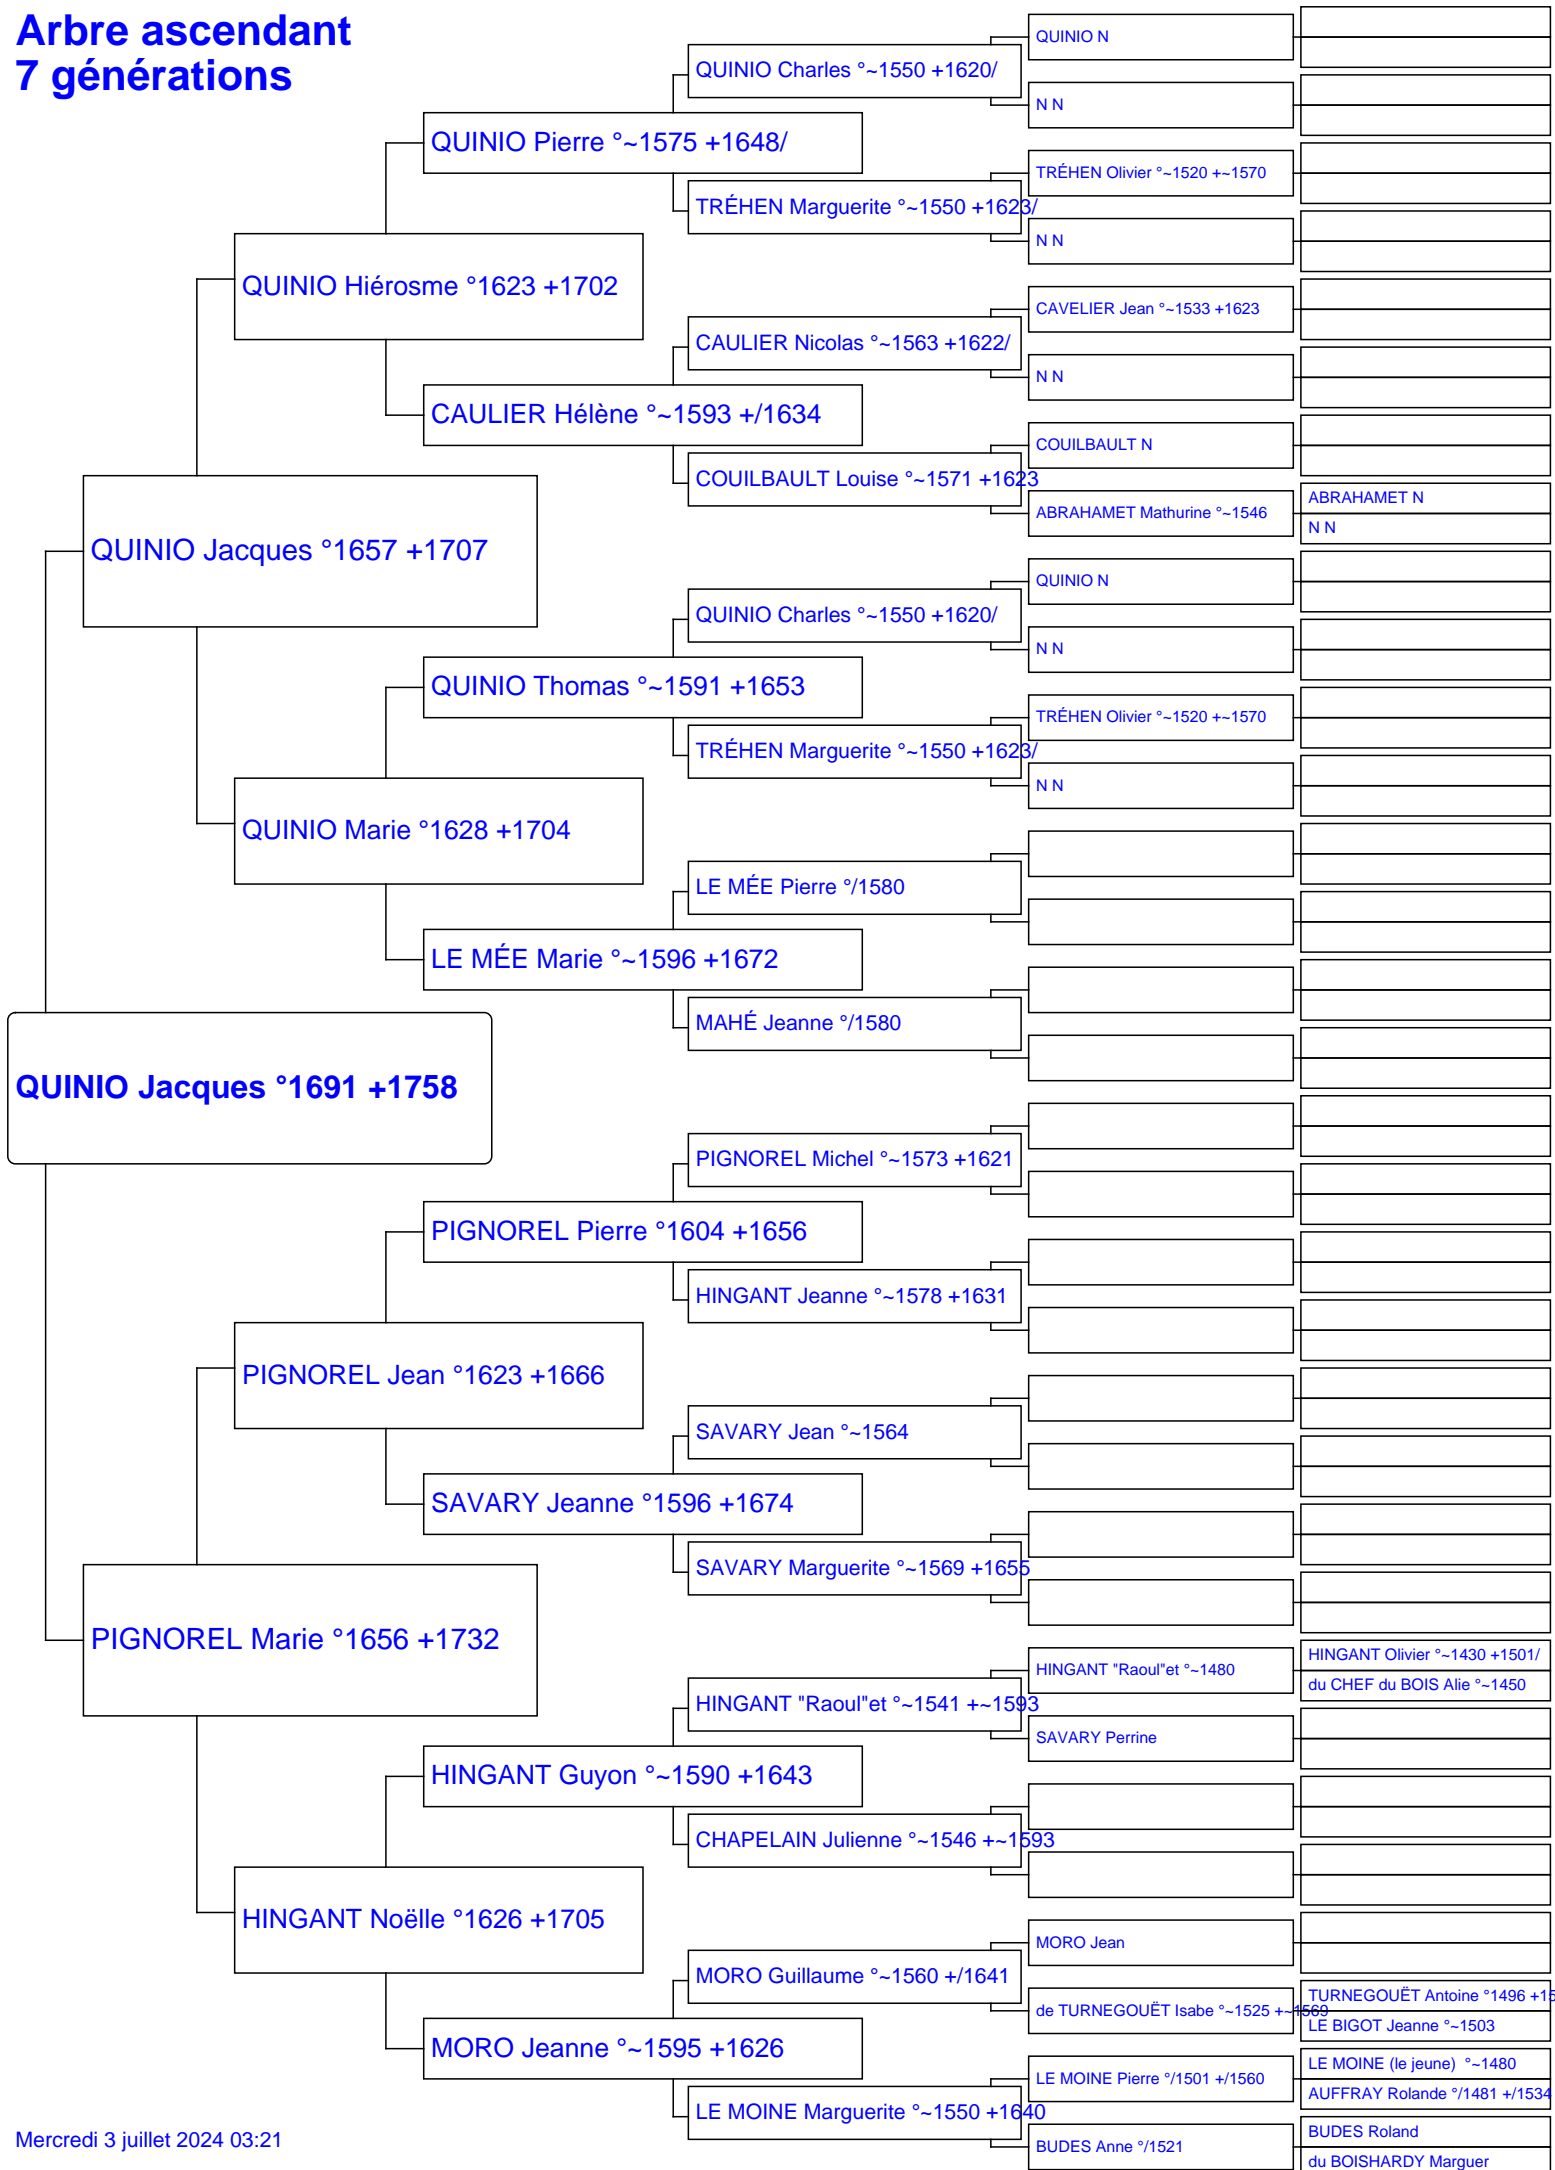 Arbre ascendant
7 générations
QUINIO Jacques °1691 +1758
QUINIO Jacques °1657 +1707
PIGNOREL Marie °1656 +1732
QUINIO Hiérosme °1623 +1702
QUINIO Marie °1628 +1704
PIGNOREL Jean °1623 +1666
HINGANT Noëlle °1626 +1705
QUINIO Pierre °~1575 +1648/
CAULIER Hélène °~1593 +/1634
QUINIO Thomas °~1591 +1653
LE MÉE Marie °~1596 +1672
PIGNOREL Pierre °1604 +1656
SAVARY Jeanne °1596 +1674
HINGANT Guyon °~1590 +1643
MORO Jeanne °~1595 +1626
QUINIO Charles °~1550 +1620/
TRÉHEN Marguerite °~1550 +1623/
CAULIER Nicolas °~1563 +1622/
COUILBAULT Louise °~1571 +1623
QUINIO Charles °~1550 +1620/
TRÉHEN Marguerite °~1550 +1623/
LE MÉE Pierre °/1580
MAHÉ Jeanne °/1580
PIGNOREL Michel °~1573 +1621
HINGANT Jeanne °~1578 +1631
SAVARY Jean °~1564
SAVARY Marguerite °~1569 +1655
HINGANT "Raoul"et °~1541 +~1593
CHAPELAIN Julienne °~1546 +~1593
MORO Guillaume °~1560 +/1641
LE MOINE Marguerite °~1550 +1640
QUINIO N
N N
TRÉHEN Olivier °~1520 +~1570
N N
CAVELIER Jean °~1533 +1623
N N
COUILBAULT N
ABRAHAMET Mathurine °~1546
QUINIO N
N N
TRÉHEN Olivier °~1520 +~1570
N N
HINGANT "Raoul"et °~1480
SAVARY Perrine
MORO Jean
de TURNEGOUËT Isabe °~1525 +~1569
LE MOINE Pierre °/1501 +/1560
BUDES Anne °/1521
ABRAHAMET N
N N
HINGANT Olivier °~1430 +1501/
du CHEF du BOIS Alie °~1450
TURNEGOUËT Antoine °1496 +15
LE BIGOT Jeanne °~1503
LE MOINE (le jeune) °~1480
AUFFRAY Rolande °/1481 +/1534
BUDES Roland
du BOISHARDY Marguer
Mercredi 3 juillet 2024 03:21